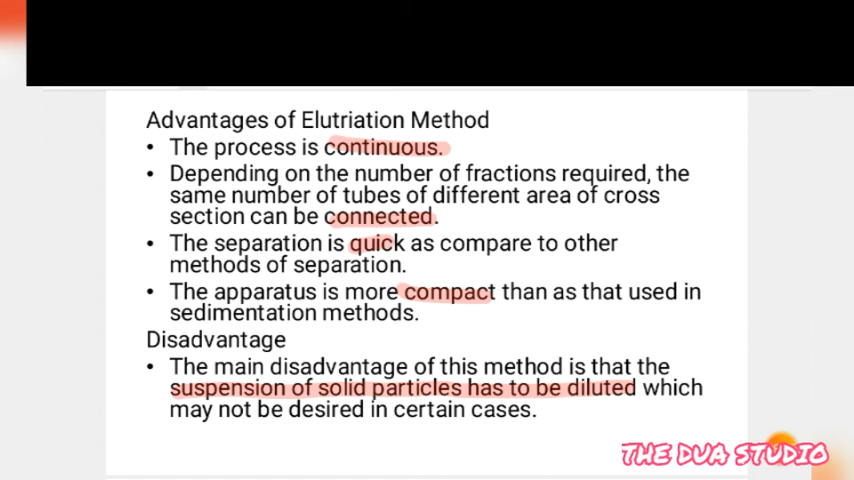 Advantages of Elutriation Method
• The process is continuous.
• Depending on the number of fractions required, the
same number of tubes of different area of cross
section can be connected.
• The separation is quick as compare to other
methods of separation.
• The apparatus is more compact than as that used in
sedimentation methods.
Disadvantage
• The main disadvantage of this method is that the
suspension of solid particles has to be diluted which
may not be desired in certain cases.
THE DUA STUDIO